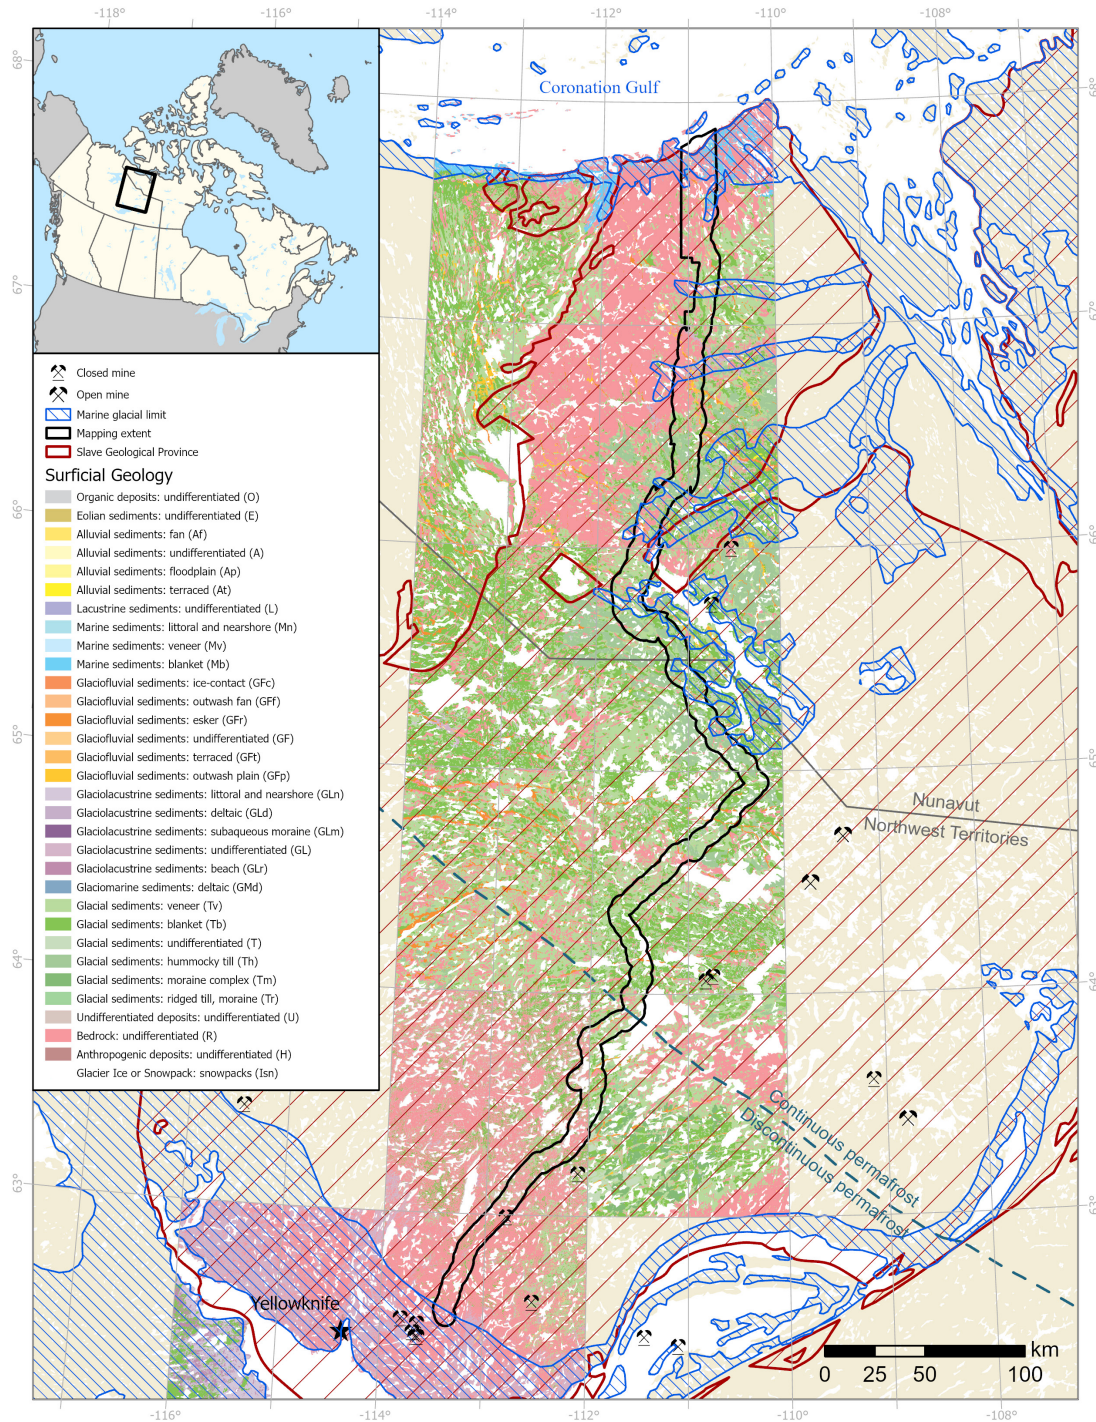 -118° -116° -114° -112° -110° -108°
68° 68°
Coronation Gulf
67° 67°
Closed mine
Open mine
Marine glacial limit
Mapping extent
Slave Geological Province
Surficial Geology
Organic deposits: undifferentiated (O)
Eolian sediments: undifferentiated (E)
Alluvial sediments: fan (Af)
Alluvial sediments: undifferentiated (A)
Alluvial sediments: floodplain (Ap)
Alluvial sediments: terraced (At)
Lacustrine sediments: undifferentiated (L)
Marine sediments: littoral and nearshore (Mn)
Marine sediments: veneer (Mv)
Marine sediments: blanket (Mb)
Glaciofluvial sediments: ice-contact (GFc)
Glaciofluvial sediments: outwash fan (GFf)
Glaciofluvial sediments: esker (GFr)
Glaciofluvial sediments: undifferentiated (GF)
Glaciofluvial sediments: terraced (GFt)
Glaciofluvial sediments: outwash plain (GFp)
Glaciolacustrine sediments: littoral and nearshore (GLn)
Glaciolacustrine sediments: deltaic (GLd)
Glaciolacustrine sediments: subaqueous moraine (GLm)
Glaciolacustrine sediments: undifferentiated (GL)
Glaciolacustrine sediments: beach (GLr)
Glaciomarine sediments: deltaic (GMd)
Glacial sediments: veneer (Tv)
Glacial sediments: blanket (Tb)
Glacial sediments: undifferentiated (T)
Glacial sediments: hummocky till (Th)
Glacial sediments: moraine complex (Tm)
Glacial sediments: ridged till, moraine (Tr)
Undifferentiated deposits: undifferentiated (U)
Bedrock: undifferentiated (R)
Anthropogenic deposits: undifferentiated (H)
Glacier Ice or Snowpack: snowpacks (Isn)
66° 66°
65° 65°
Nunavut
Northwest Territories
64° 64°
Continuous permafrost
Discontinuous permafrost
63° 63°
Yellowknife
km
0 25 50 100
-116° -114° -112° -110° -108°